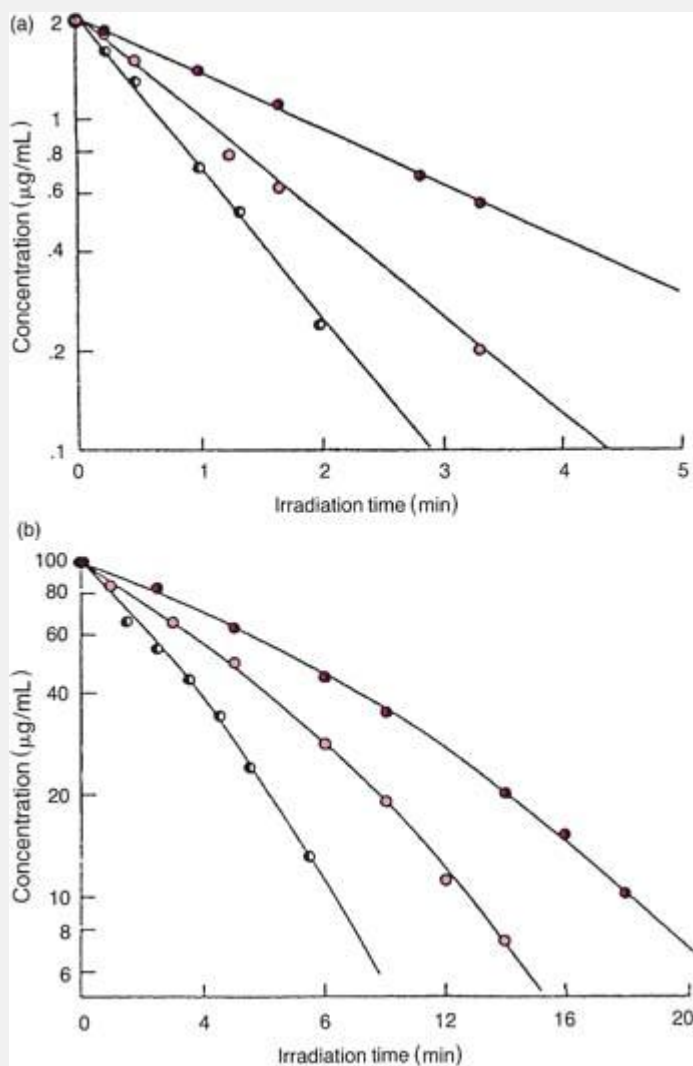 (a)
2
1
.8
.6
.4
.2
.1
Concentration (μg/mL)
0 1 2 3 4 5
Irradiation time (min)
(b)
100
80
60
40
20
10
8
6
Concentration (μg/mL)
0 4 6 12 16 20
Irradiation time (min)